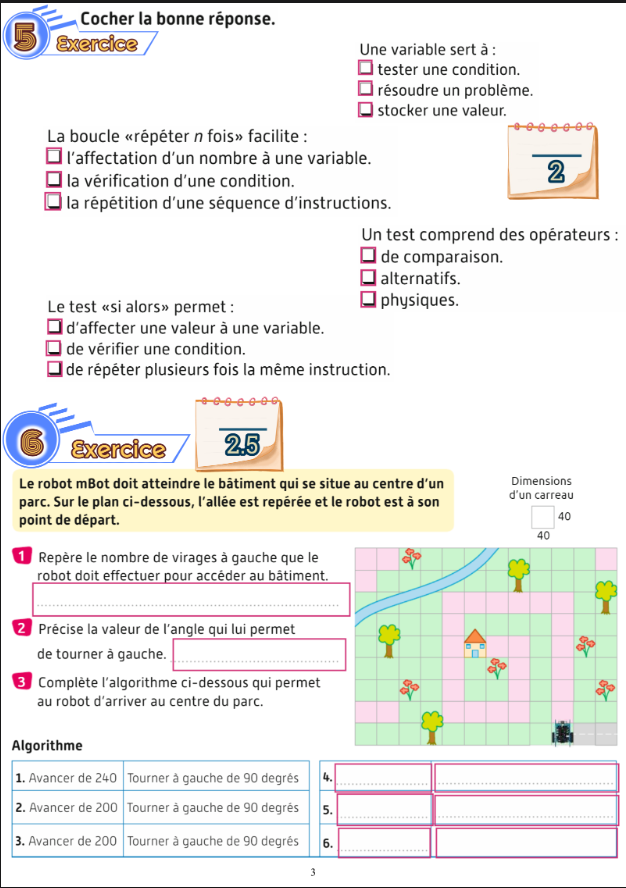 5
Exercice
Cocher la bonne réponse.
Une variable sert à :
tester une condition.
résoudre un problème.
stocker une valeur.
La boucle «répéter n fois» facilite :
l'affectation d'un nombre à une variable.
la vérification d'une condition.
la répétition d'une séquence d'instructions.
2
Un test comprend des opérateurs :
de comparaison.
alternatifs.
physiques.
Le test «si alors» permet :
d'affecter une valeur à une variable.
de vérifier une condition.
de répéter plusieurs fois la même instruction.
6
Exercice
2,5
Le robot mBot doit atteindre le bâtiment qui se situe au centre d'un
parc. Sur le plan ci-dessous, l'allée est repérée et le robot est à son
point de départ.
Dimensions
d'un carreau
40
40
1 Repère le nombre de virages à gauche que le
robot doit effectuer pour accéder au bâtiment.
2 Précise la valeur de l'angle qui lui permet
de tourner à gauche.
3 Complète l'algorithme ci-dessous qui permet
au robot d'arriver au centre du parc.
Algorithme
1. Avancer de 240 Tourner à gauche de 90 degrés
2. Avancer de 200 Tourner à gauche de 90 degrés
3. Avancer de 200 Tourner à gauche de 90 degrés
4.
5.
6.
3